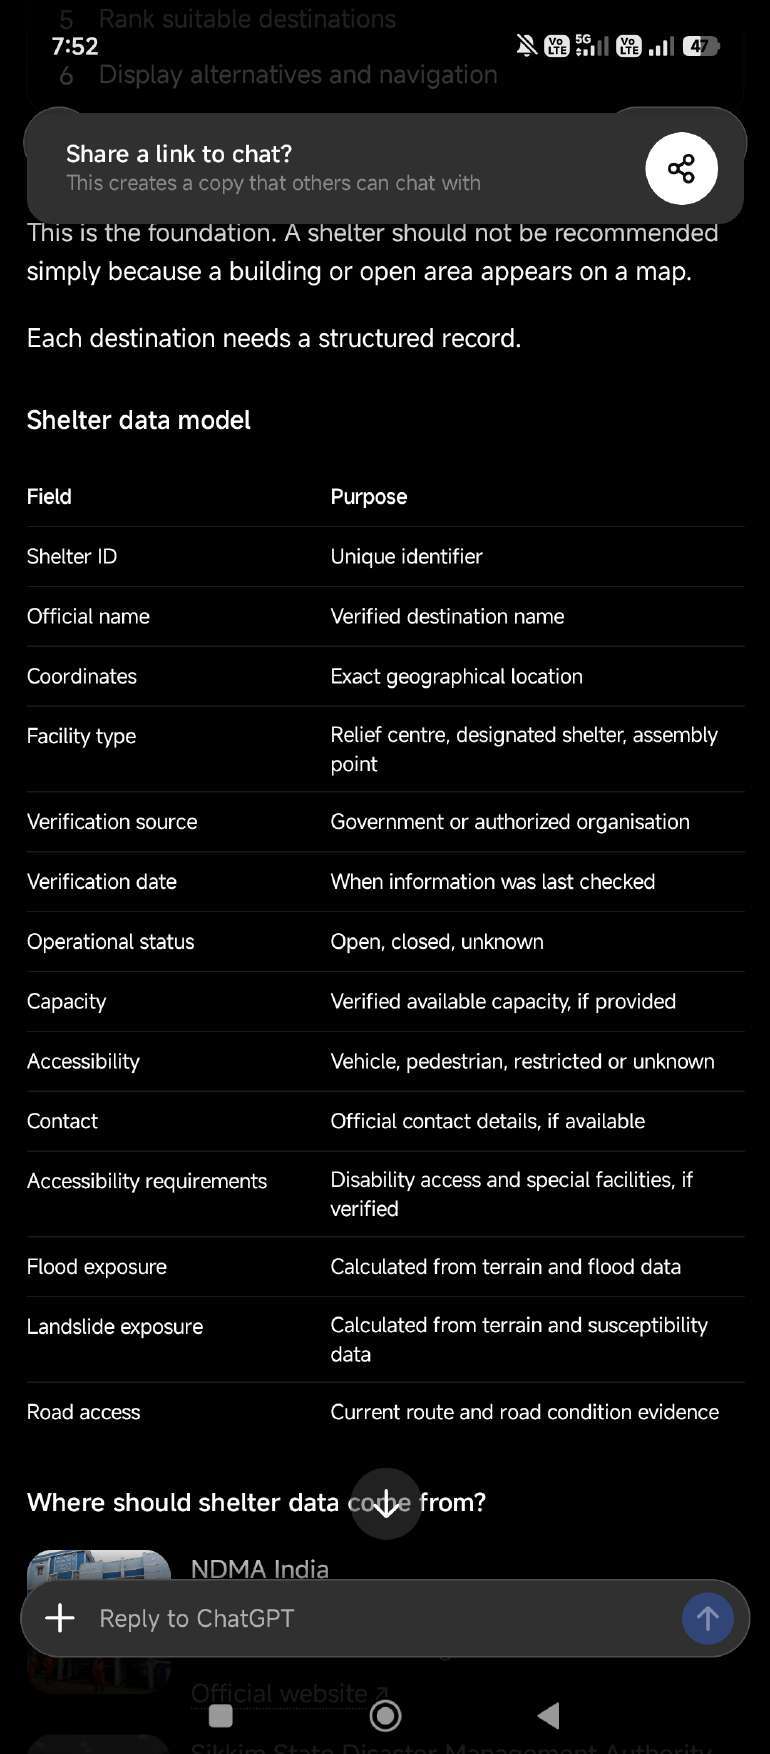 5 Rank suitable destinations
7:52
5G
Vo LTE
Vo LTE
47
6 Display alternatives and navigation
Share a link to chat?
This creates a copy that others can chat with
This is the foundation. A shelter should not be recommended
simply because a building or open area appears on a map.
Each destination needs a structured record.
Shelter data model
Field Purpose
Shelter ID Unique identifier
Official name Verified destination name
Coordinates Exact geographical location
Facility type Relief centre, designated shelter, assembly
point
Verification source Government or authorized organisation
Verification date When information was last checked
Operational status Open, closed, unknown
Capacity Verified available capacity, if provided
Accessibility Vehicle, pedestrian, restricted or unknown
Contact Official contact details, if available
Accessibility requirements Disability access and special facilities, if
verified
Flood exposure Calculated from terrain and flood data
Landslide exposure Calculated from terrain and susceptibility
data
Road access Current route and road condition evidence
Where should shelter data come from?
NDMA India
Reply to ChatGPT
Official website
Sikkim State Disaster Management Authority